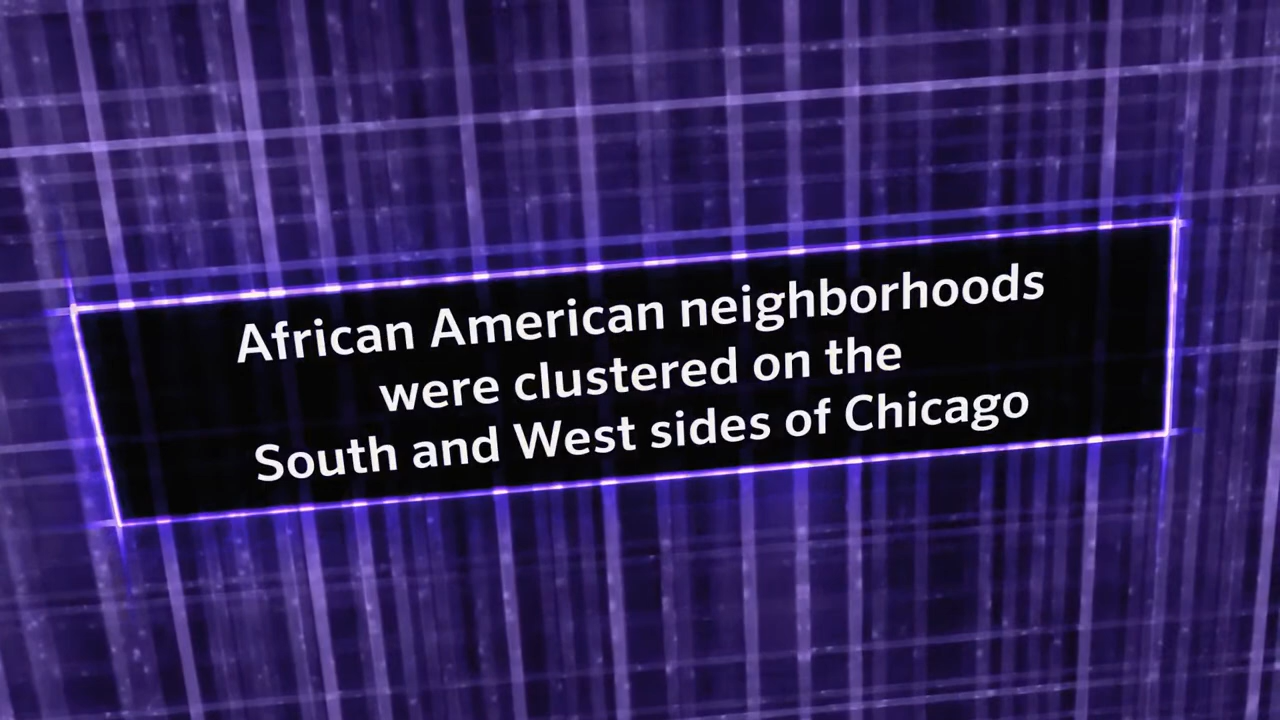 African American neighborhoods
were clustered on the
South and West sides of Chicago